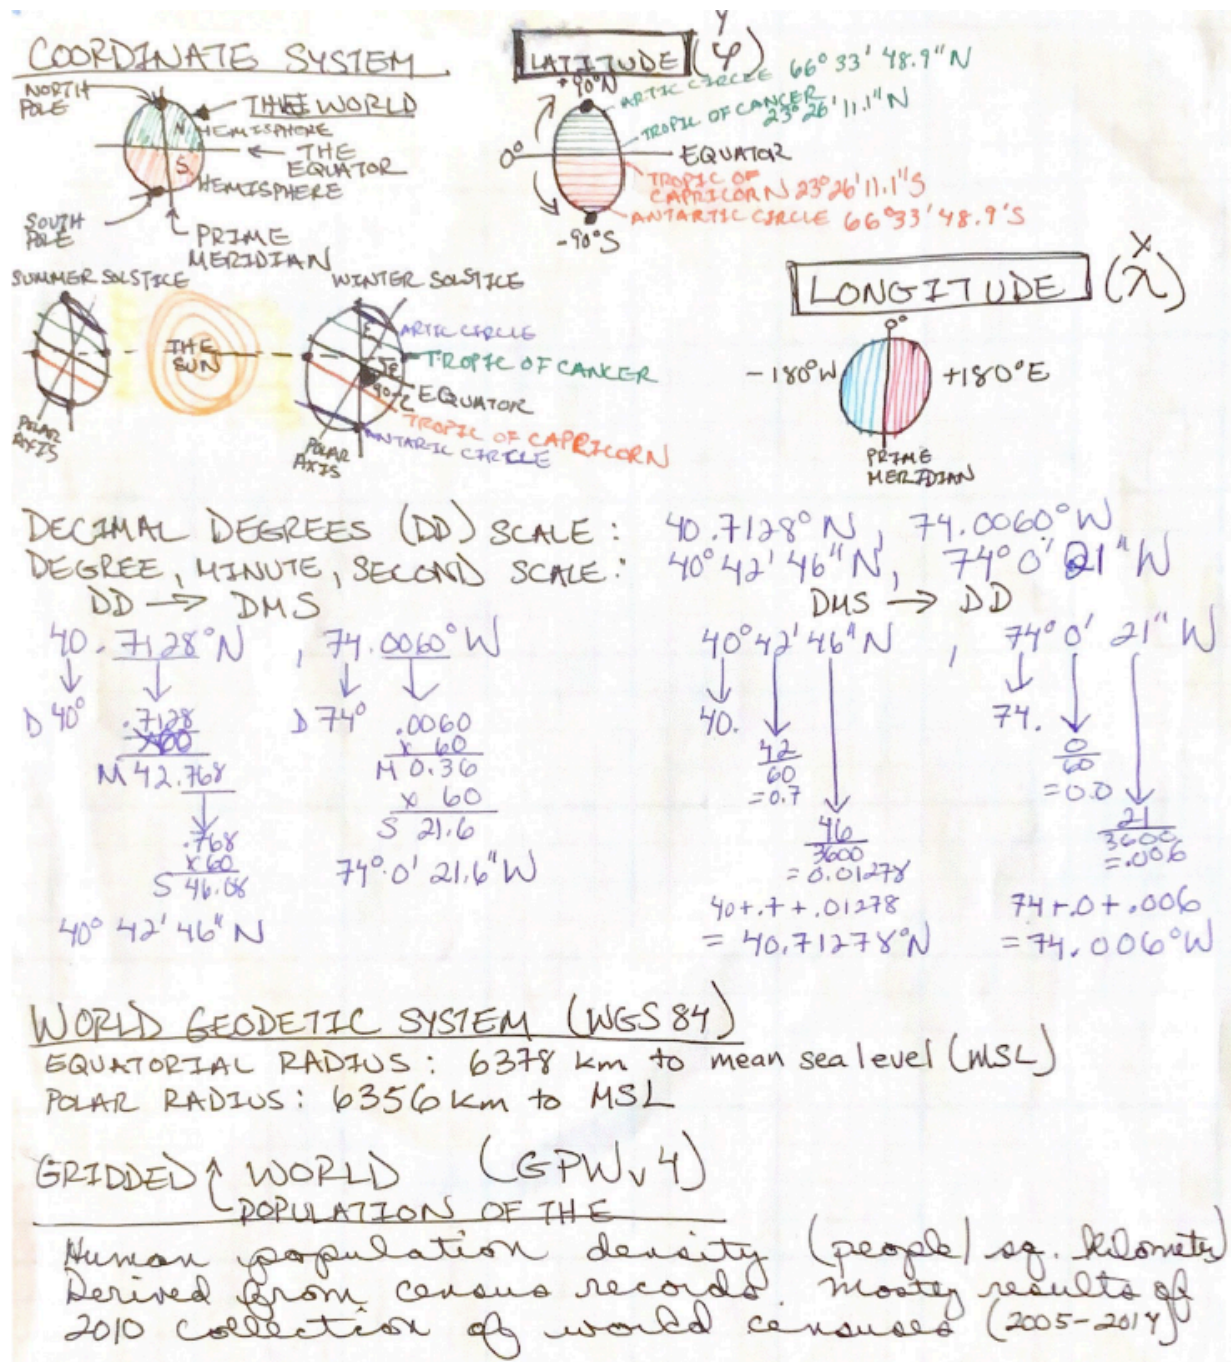 COORDINATE SYSTEM
NORTH POLE
THE WORLD
N
HEMISPHERE
THE EQUATOR
S
HEMISPHERE
SOUTH POLE
PRIME MERIDIAN
LATITUDE (φ)
y
+90°N
ARTIC CIRCLE 66° 33' 48.9" N
TROPIC OF CANCER
23° 26' 11.1" N
0°
EQUATOR
TROPIC OF
CAPRICORN 23° 26' 11.1" S
ANTARTIC CIRCLE 66° 33' 48.9' S
-90°S
SUMMER SOLSTICE
THE SUN
POLAR AXIS
WINTER SOLSTICE
ARTIC CIRCLE
TROPIC OF CANCER
EQUATOR
TROPIC OF CAPRICORN
ANTARTIC CIRCLE
POLAR AXIS
x
LONGITUDE (λ)
0°
-180°W
+180°E
PRIME
MERIDIAN
DECIMAL DEGREES (DD) SCALE: 40.7128° N, 74.0060° W
DEGREE, MINUTE, SECOND SCALE: 40° 42' 46" N, 74° 0' 21" W
DD → DMS
40.7128° N, 74.0060° W
D 40°
.7128
x60
M 42.768
.768
x60
S 46.08
40° 42' 46" N
D 74°
.0060
x 60
M 0.36
x 60
S 21.6
74°.0' 21.6" W
DMS → DD
40° 42' 46" N, 74° 0' 21" W
40.
42
60
=0.7
46
3600
= 0.01278
40+.7+.01278
= 40.71278°N
74.
0
60
=0.0
21
3600
=.006
74+.0+.006
=74.006°W
WORLD GEODETIC SYSTEM (WGS 84)
EQUATORIAL RADIUS: 6378 km to mean sea level (MSL)
POLAR RADIUS: 6356 km to MSL
GRIDDED ↑ WORLD (GPWv4)
POPULATION OF THE
Human population density (people/sq. kilometer)
Derived from census records. Mostly results of
2010 collection of world censuses (2005-2014)